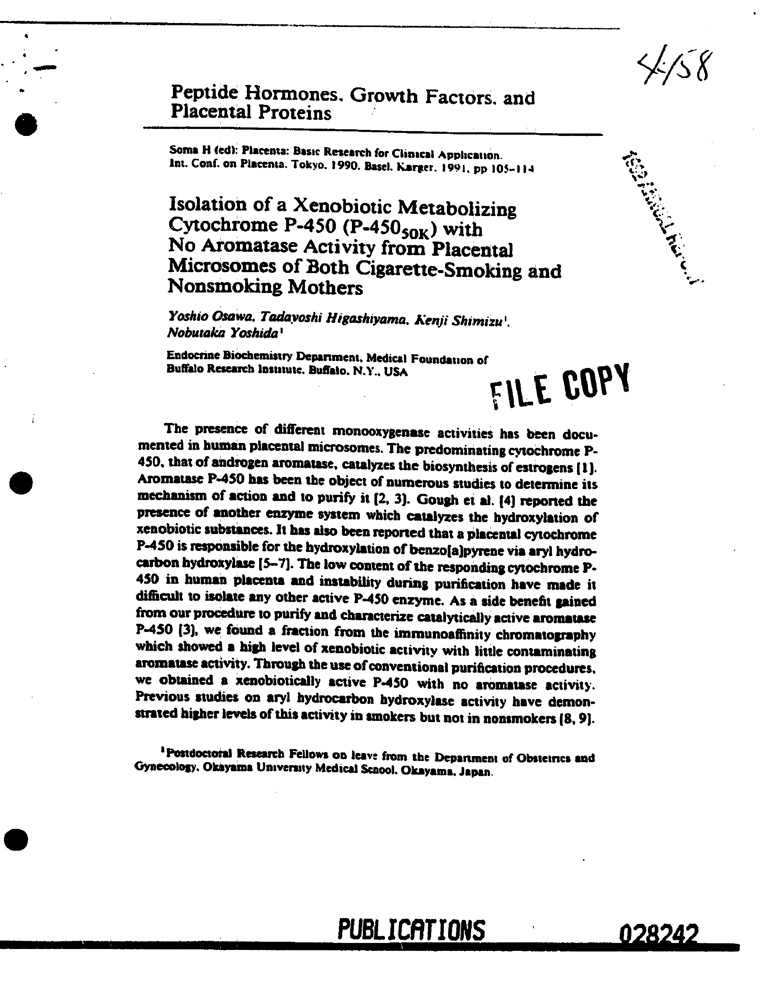 4158
Peptide Hormones, Growth Factors, and
Placental Proteins
Soma H (ed): Placenta: Basic Research for Clinical Application.
Int. Conf. on Placenta, Tokyo, 1990. Basel, Karger, 1991, pp 105–114
1992 ANNUAL REPORT
Isolation of a Xenobiotic Metabolizing
Cytochrome P-450 (P-450₅₀ₖ) with
No Aromatase Activity from Placental
Microsomes of Both Cigarette-Smoking and
Nonsmoking Mothers
Yoshio Osawa, Tadayoshi Higashiyama, Kenji Shimizu¹,
Nobutaka Yoshida¹
Endocrine Biochemistry Department, Medical Foundation of
Buffalo Research Institute, Buffalo, N.Y., USA
FILE COPY
The presence of different monooxygenase activities has been docu-
mented in human placental microsomes. The predominating cytochrome P-
450, that of androgen aromatase, catalyzes the biosynthesis of estrogens [1].
Aromatase P-450 has been the object of numerous studies to determine its
mechanism of action and to purify it [2, 3]. Gough et al. [4] reported the
presence of another enzyme system which catalyzes the hydroxylation of
xenobiotic substances. It has also been reported that a placental cytochrome
P-450 is responsible for the hydroxylation of benzo[a]pyrene via aryl hydro-
carbon hydroxylase [5–7]. The low content of the responding cytochrome P-
450 in human placenta and instability during purification have made it
difficult to isolate any other active P-450 enzyme. As a side benefit gained
from our procedure to purify and characterize catalytically active aromatase
P-450 [3], we found a fraction from the immunoaffinity chromatography
which showed a high level of xenobiotic activity with little contaminating
aromatase activity. Through the use of conventional purification procedures,
we obtained a xenobiotically active P-450 with no aromatase activity.
Previous studies on aryl hydrocarbon hydroxylase activity have demon-
strated higher levels of this activity in smokers but not in nonsmokers [8, 9].
¹Postdoctoral Research Fellows on leave from the Department of Obstetrics and
Gynecology, Okayama University Medical School, Okayama, Japan.
PUBLICATIONS
028242